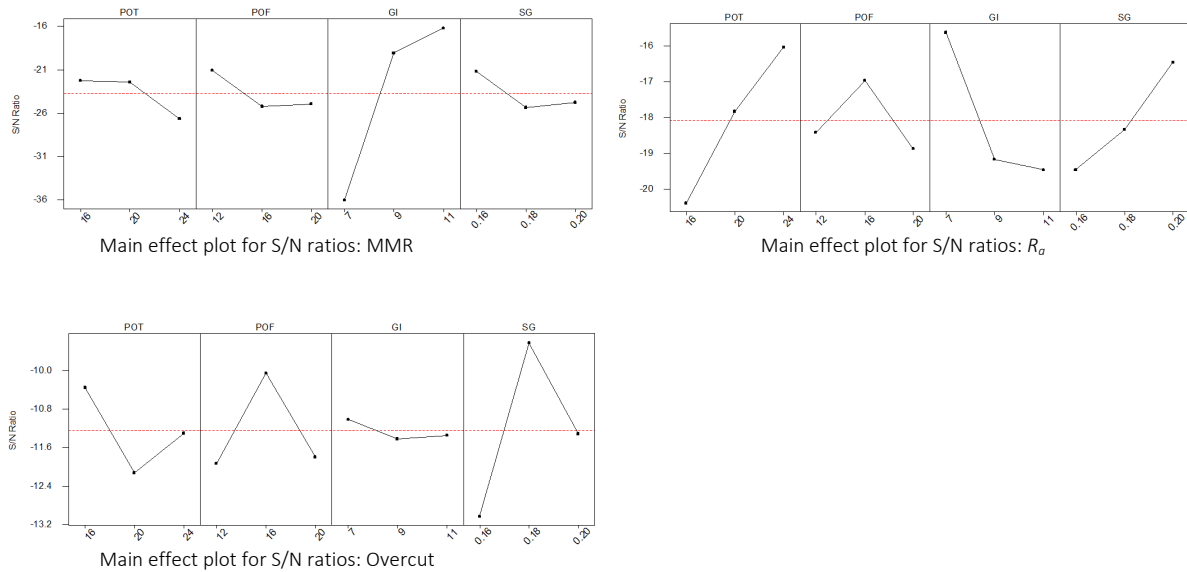 POT POF GI SG
-16
-21
-26
-31
-36
S/N Ratio
16 20 24 12 16 20 7 9 11 0.16 0.18 0.20
Main effect plot for S/N ratios: MMR
POT POF GI SG
-16
-17
-18
-19
-20
S/N Ratio
16 20 24 12 16 20 7 9 11 0.16 0.18 0.20
Main effect plot for S/N ratios: Ra
POT POF GI SG
-10.0
-10.8
-11.6
-12.4
-13.2
S/N Ratio
16 20 24 12 16 20 7 9 11 0.16 0.18 0.20
Main effect plot for S/N ratios: Overcut